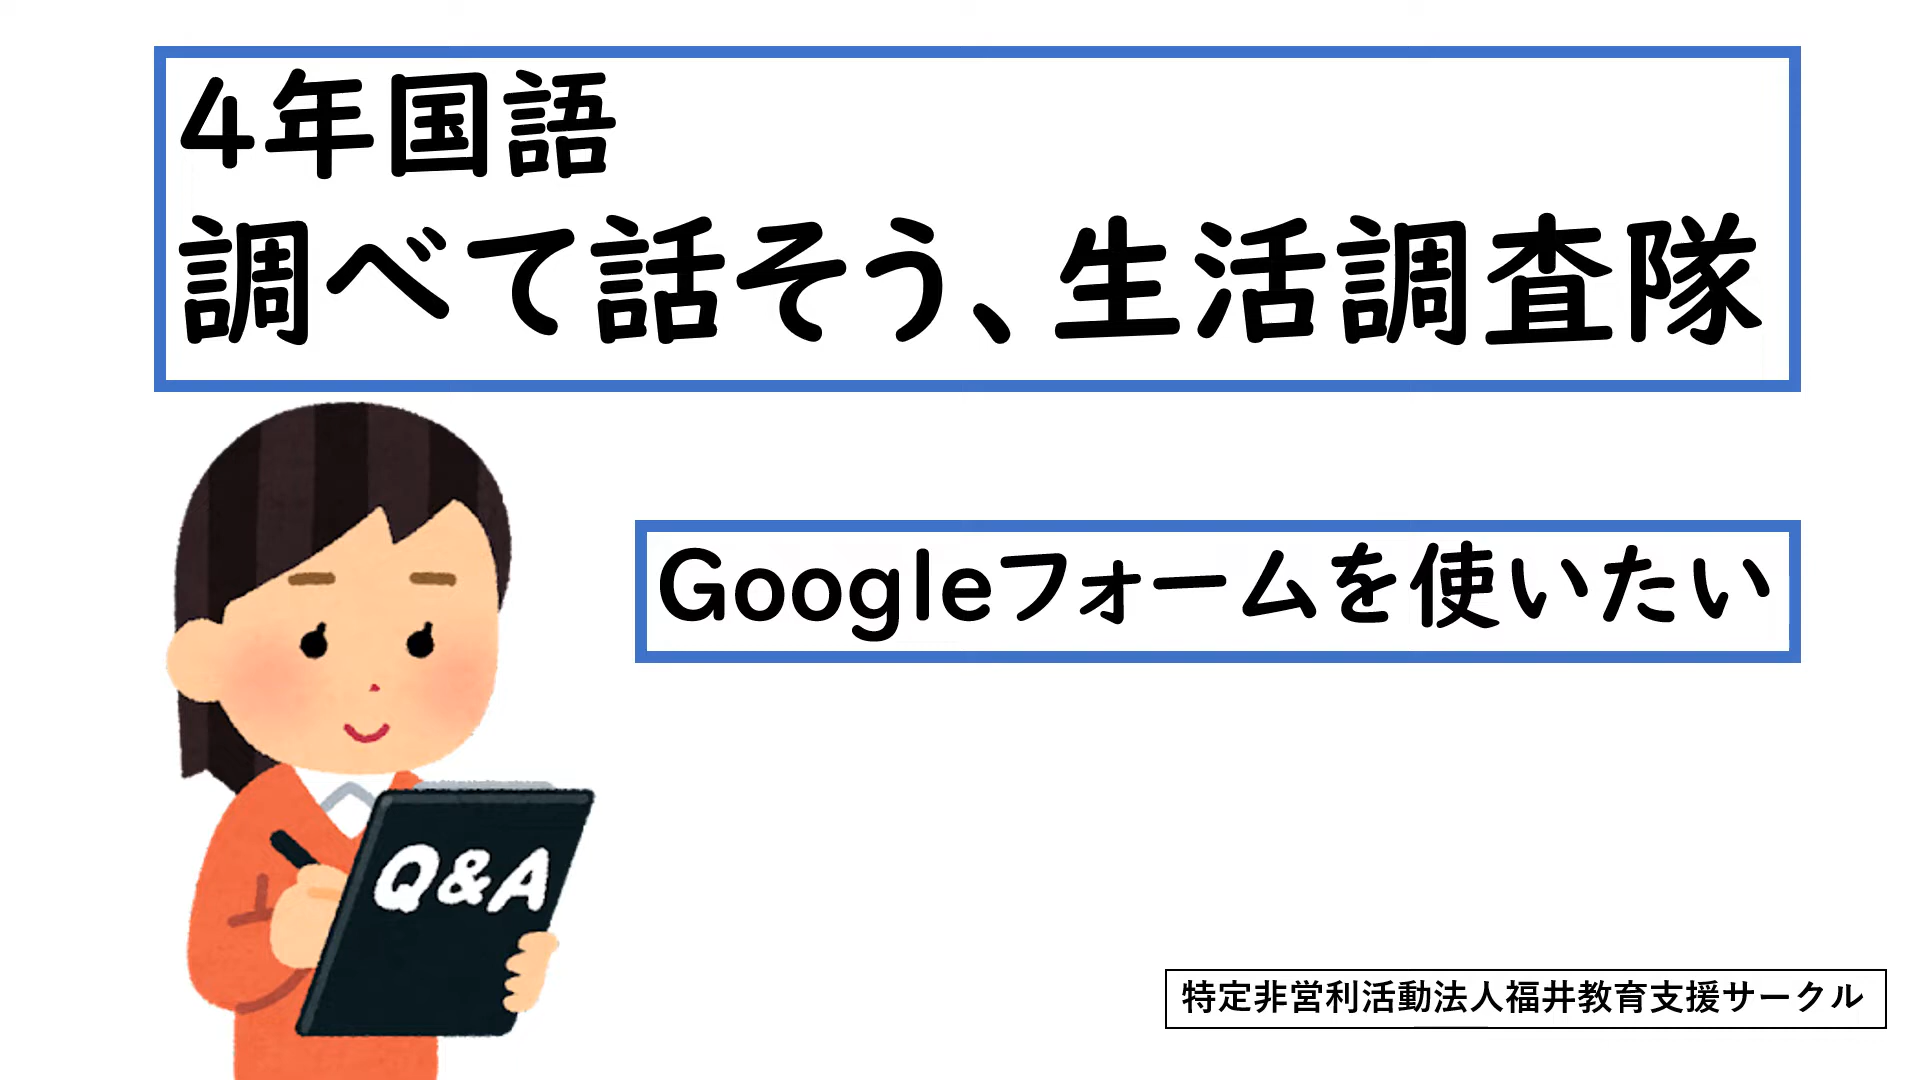 4年国語
調べて話そう、生活調査隊
Googleフォームを使いたい
Q&A
特定非営利活動法人福井教育支援サークル